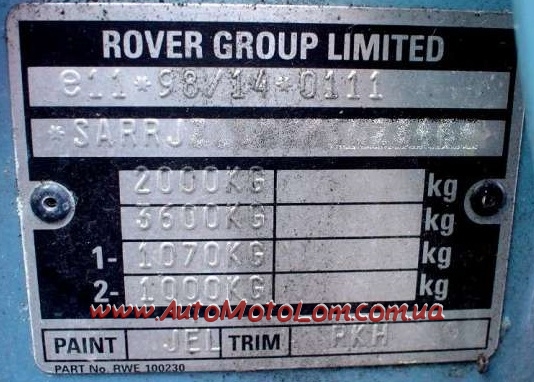 ROVER GROUP LIMITED
e11*98/14*0111
*SARRJ
2000KG kg
3600KG kg
1- 1070KG kg
2- 1000KG kg
www.AutoMotoLom.com.ua
PAINT JEL TRIM PKH
PART No. RWE 100230